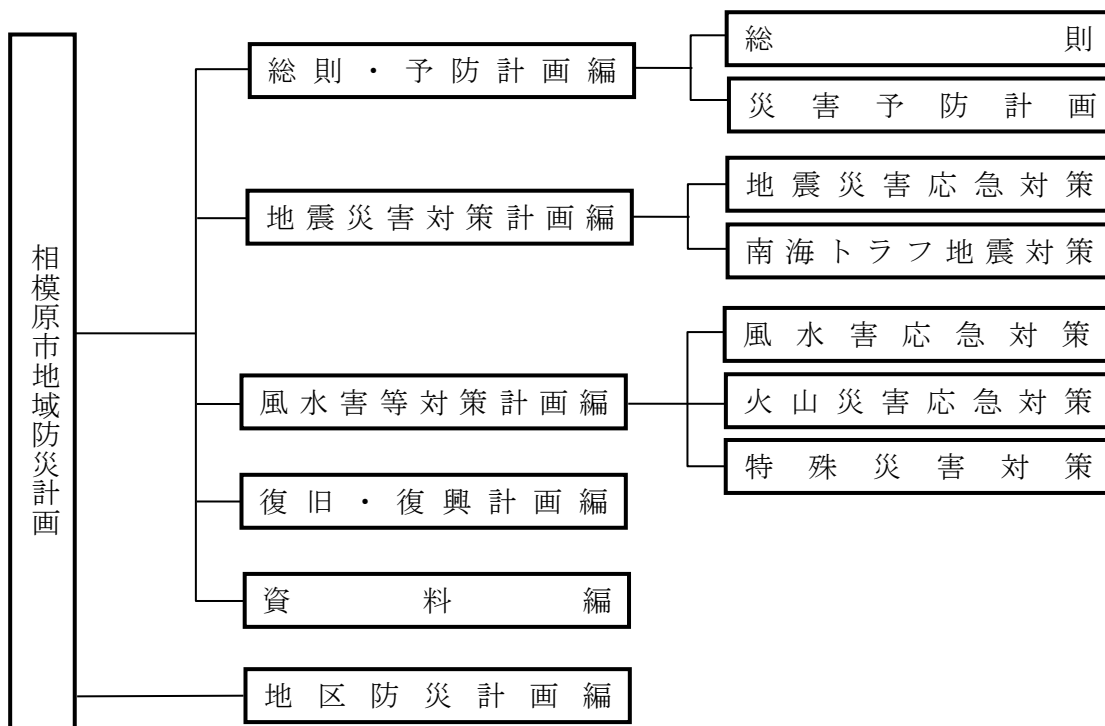 相模原市地域防災計画
総則・予防計画編
総則
災害予防計画
地震災害対策計画編
地震災害応急対策
南海トラフ地震対策
風水害等対策計画編
風水害応急対策
火山災害応急対策
特殊災害対策
復旧・復興計画編
資料編
地区防災計画編